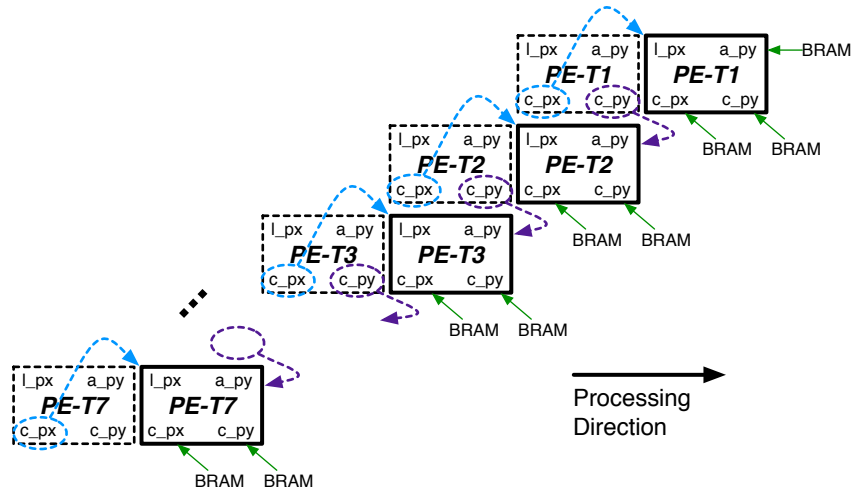 l_px a_py l_px a_py BRAM
PE-T1 PE-T1
c_px c_py c_px c_py
BRAM BRAM
l_px a_py l_px a_py
PE-T2 PE-T2
c_px c_py c_px c_py
BRAM BRAM
l_px a_py l_px a_py
PE-T3 PE-T3
c_px c_py c_px c_py
BRAM BRAM
l_px a_py l_px a_py
PE-T7 PE-T7
c_px c_py c_px c_py
BRAM BRAM
Processing
Direction